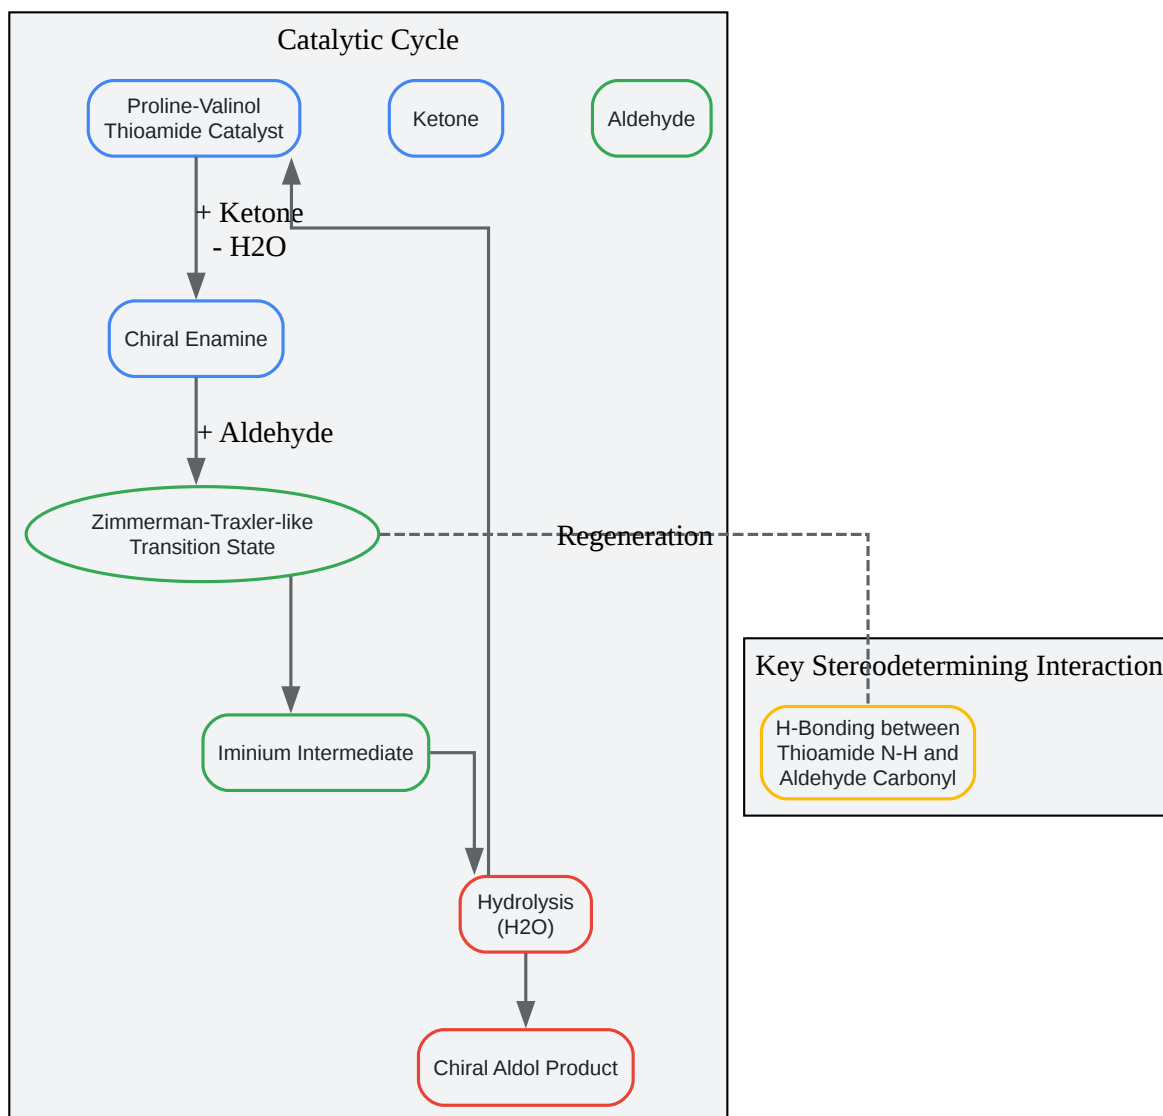 Catalytic Cycle
Proline-Valinol
Thioamide Catalyst
Ketone
Aldehyde
+ Ketone
- H2O
Chiral Enamine
+ Aldehyde
Zimmerman-Traxler-like
Transition State
Regeneration
Key Stereodetermining Interaction
H-Bonding between
Thioamide N-H and
Aldehyde Carbonyl
Iminium Intermediate
Hydrolysis
(H2O)
Chiral Aldol Product